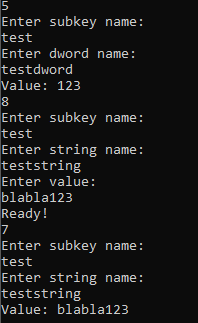 5
Enter subkey name:
test
Enter dword name:
testdword
Value: 123
8
Enter subkey name:
test
Enter string name:
teststring
Enter value:
blabla123
Ready!
7
Enter subkey name:
test
Enter string name:
teststring
Value: blabla123